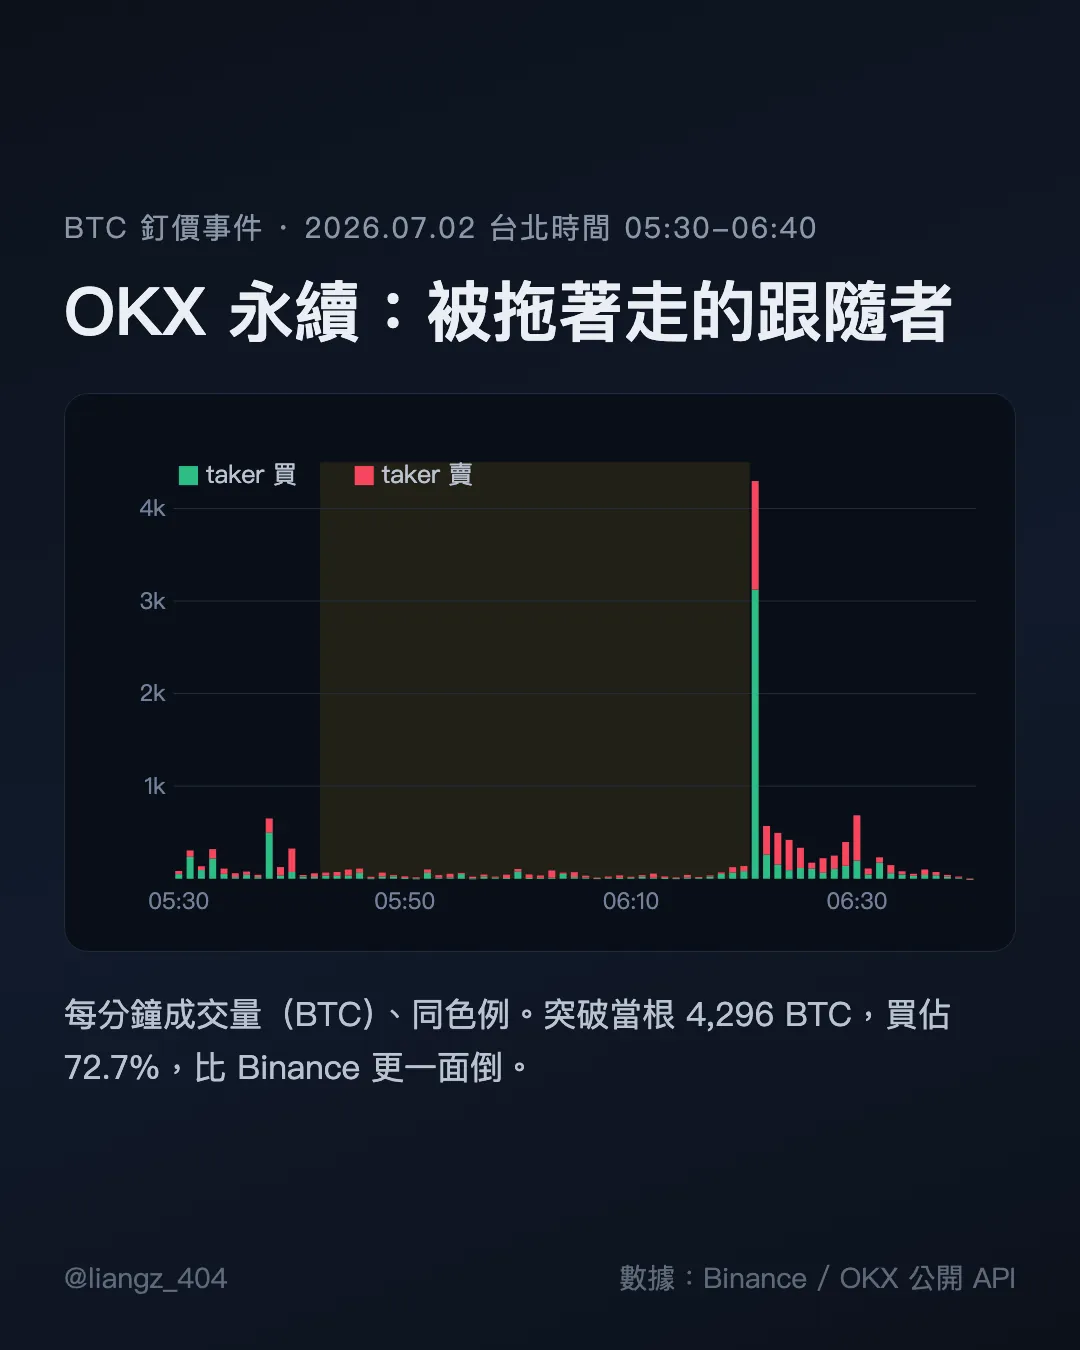 BTC 釘價事件 · 2026.07.02 台北時間 05:30–06:40
OKX 永續：被拖著走的跟隨者
taker 買
taker 賣
4k
3k
2k
1k
05:30
05:50
06:10
06:30
每分鐘成交量（BTC）、同色例。突破當根 4,296 BTC，買佔
72.7%，比 Binance 更一面倒。
@liangz_404
數據：Binance / OKX 公開 API